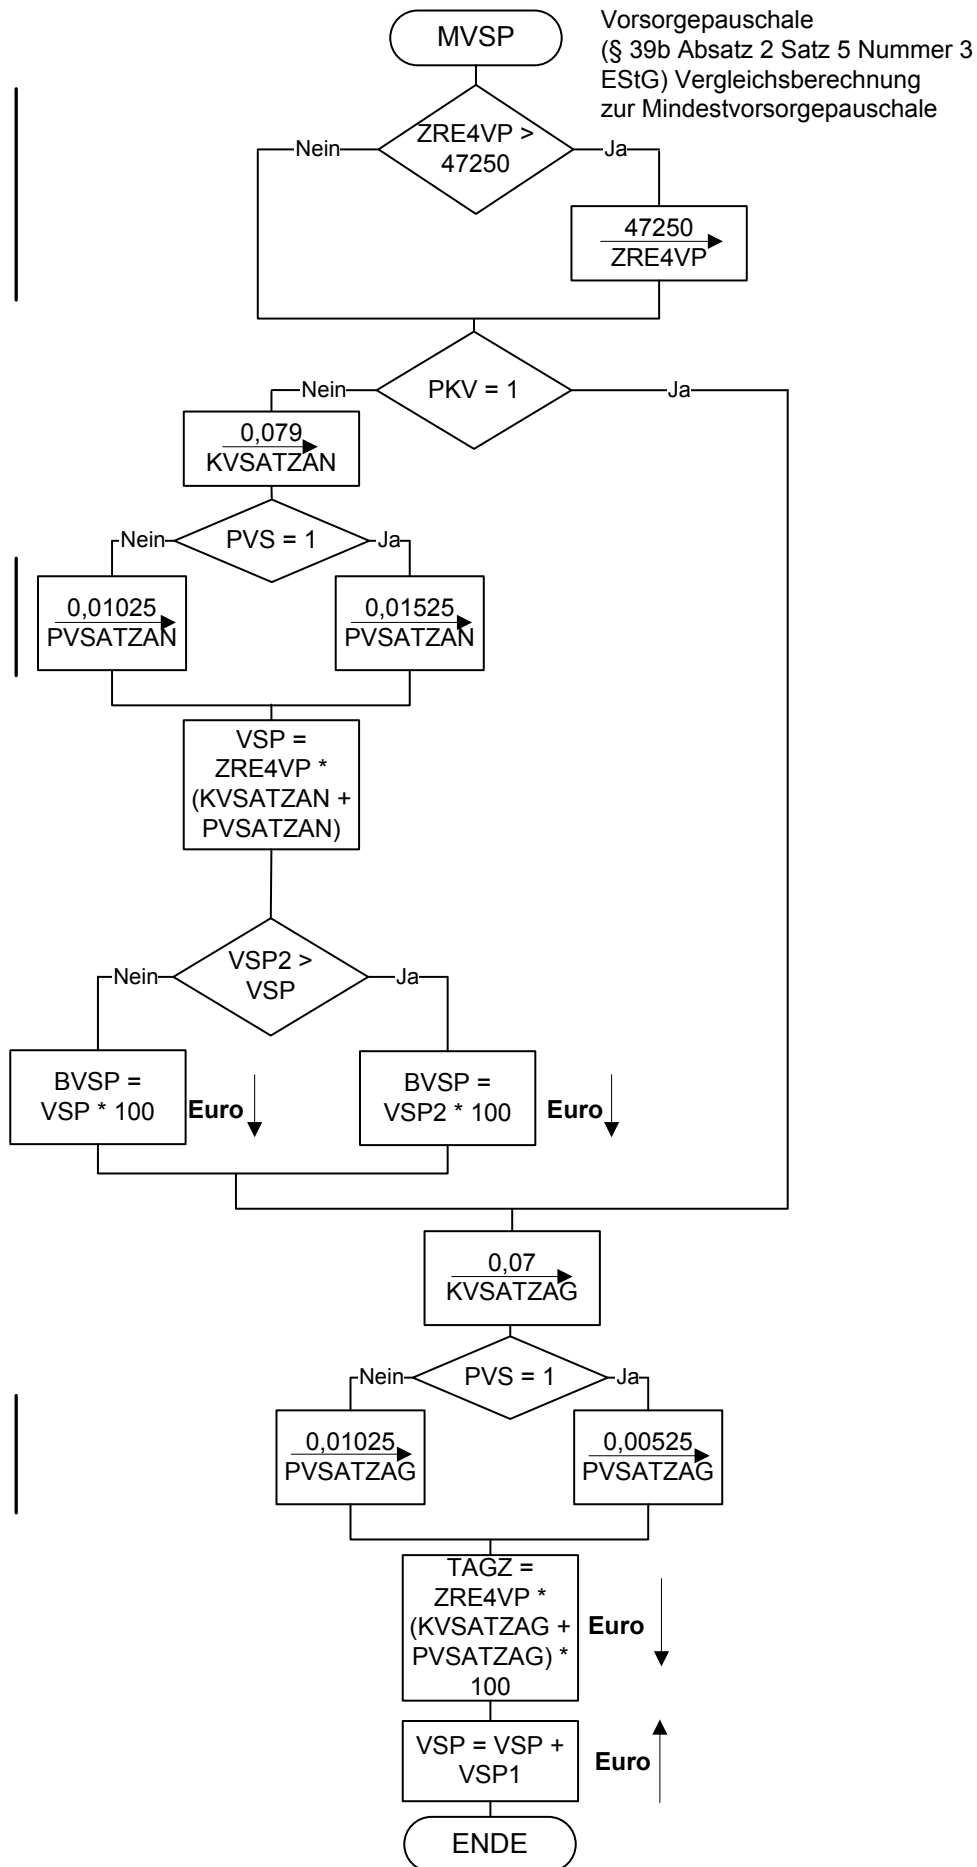 MVSP
Vorsorgepauschale
(§ 39b Absatz 2 Satz 5 Nummer 3
EStG) Vergleichsberechnung
zur Mindestvorsorgepauschale
ZRE4VP >
47250
Nein
Ja
47250
ZRE4VP
PKV = 1
Nein
Ja
0,079
KVSATZAN
PVS = 1
Nein
Ja
0,01025
PVSATZAN
0,01525
PVSATZAN
VSP =
ZRE4VP *
(KVSATZAN +
PVSATZAN)
VSP2 >
VSP
Nein
Ja
BVSP =
VSP * 100
Euro
BVSP =
VSP2 * 100
Euro
0,07
KVSATZAG
PVS = 1
Nein
Ja
0,01025
PVSATZAG
0,00525
PVSATZAG
TAGZ =
ZRE4VP *
(KVSATZAG +
PVSATZAG) *
100
Euro
VSP = VSP +
VSP1
Euro
ENDE